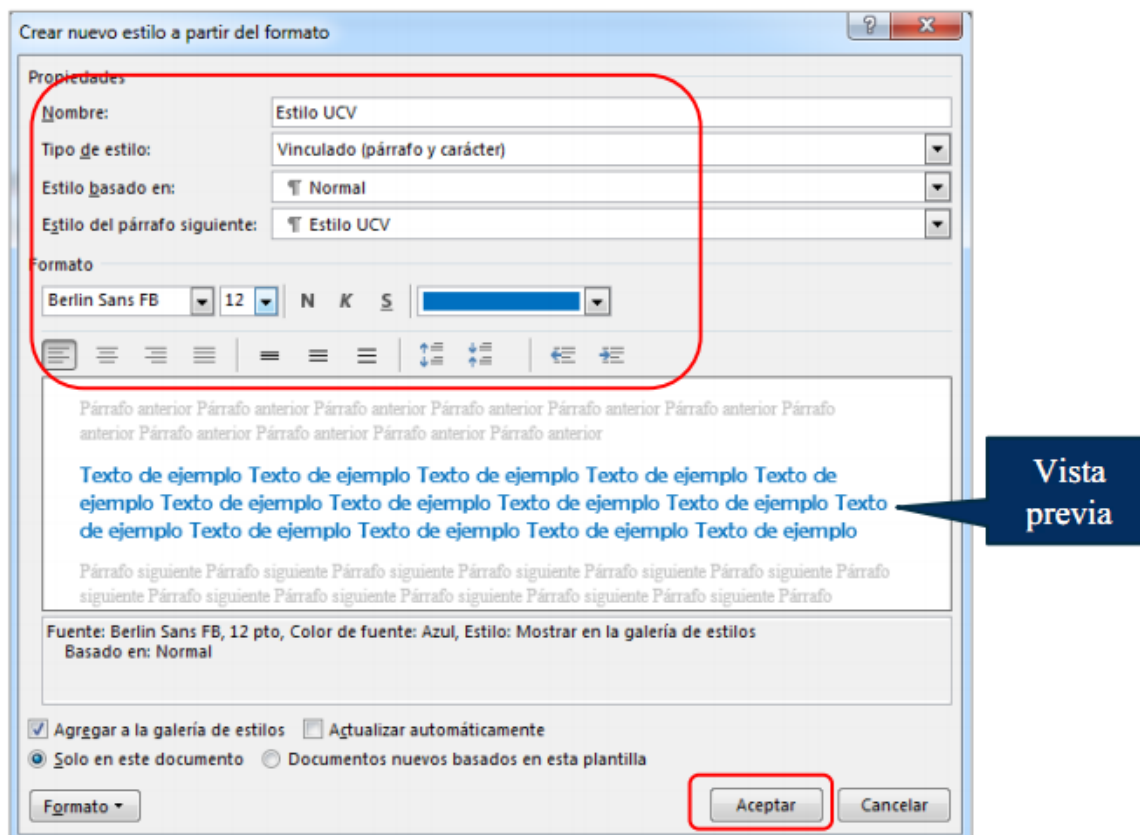 Crear nuevo estilo a partir del formato
Propiedades
Nombre: Estilo UCV
Tipo de estilo: Vinculado (párrafo y carácter)
Estilo basado en: ¶ Normal
Estilo del párrafo siguiente: ¶ Estilo UCV
Formato
Berlin Sans FB 12 N K S
Párrafo anterior Párrafo anterior Párrafo anterior Párrafo anterior Párrafo anterior Párrafo anterior Párrafo
anterior Párrafo anterior Párrafo anterior Párrafo anterior Párrafo anterior
Texto de ejemplo Texto de ejemplo Texto de ejemplo Texto de ejemplo Texto de
ejemplo Texto de ejemplo Texto de ejemplo Texto de ejemplo Texto de ejemplo Texto
de ejemplo Texto de ejemplo Texto de ejemplo Texto de ejemplo Texto de ejemplo
Vista
previa
Párrafo siguiente Párrafo siguiente Párrafo siguiente Párrafo siguiente Párrafo siguiente Párrafo
siguiente Párrafo siguiente Párrafo siguiente Párrafo siguiente Párrafo siguiente Párrafo
Fuente: Berlin Sans FB, 12 pto, Color de fuente: Azul, Estilo: Mostrar en la galería de estilos
Basado en: Normal
Agregar a la galería de estilos Actualizar automáticamente
Solo en este documento Documentos nuevos basados en esta plantilla
Formato Aceptar Cancelar